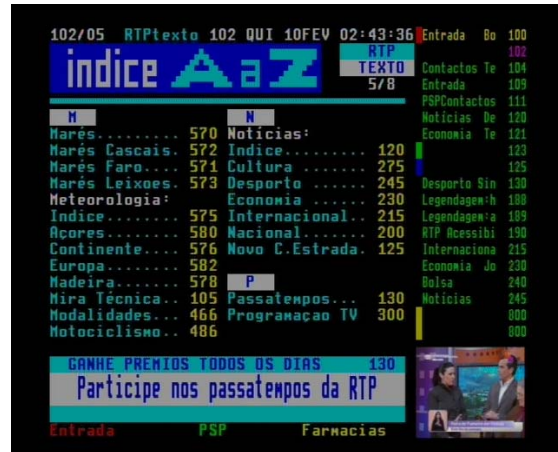 102/05 RTPtexto 102 QUI 10FEV 02:43:36
RTP
TEXTO
5/8
indice A a Z
M
Marés......... 570
Marés Cascais. 572
Marés Faro.... 571
Marés Leixoes. 573
Meteorologia:
Indice........ 575
Açores........ 580
Continente.... 576
Europa........ 582
Madeira....... 578
Mira Técnica.. 105
Modalidades... 466
Motociclismo.. 486
N
Notícias:
Indice......... 120
Cultura ....... 275
Desporto ...... 245
Economia ...... 230
Internacional.. 215
Nacional....... 200
Novo C.Estrada. 125
P
Passatempos... 130
Programaçao TV 300
GANHE PREMIOS TODOS OS DIAS 130
Participe nos passatempos da RTP
Entrada PSP Farmacias
Entrada Bo 100
102
Contactos Te 104
Entrada 109
PSPContactos 111
Notícias De 120
Economia Te 121
123
125
Desporto Sin 130
Legendagem:h 188
Legendagem:a 189
RTP Acessibi 190
Internaciona 215
Economia Jo 230
Bolsa 240
Notícias 245
800
800